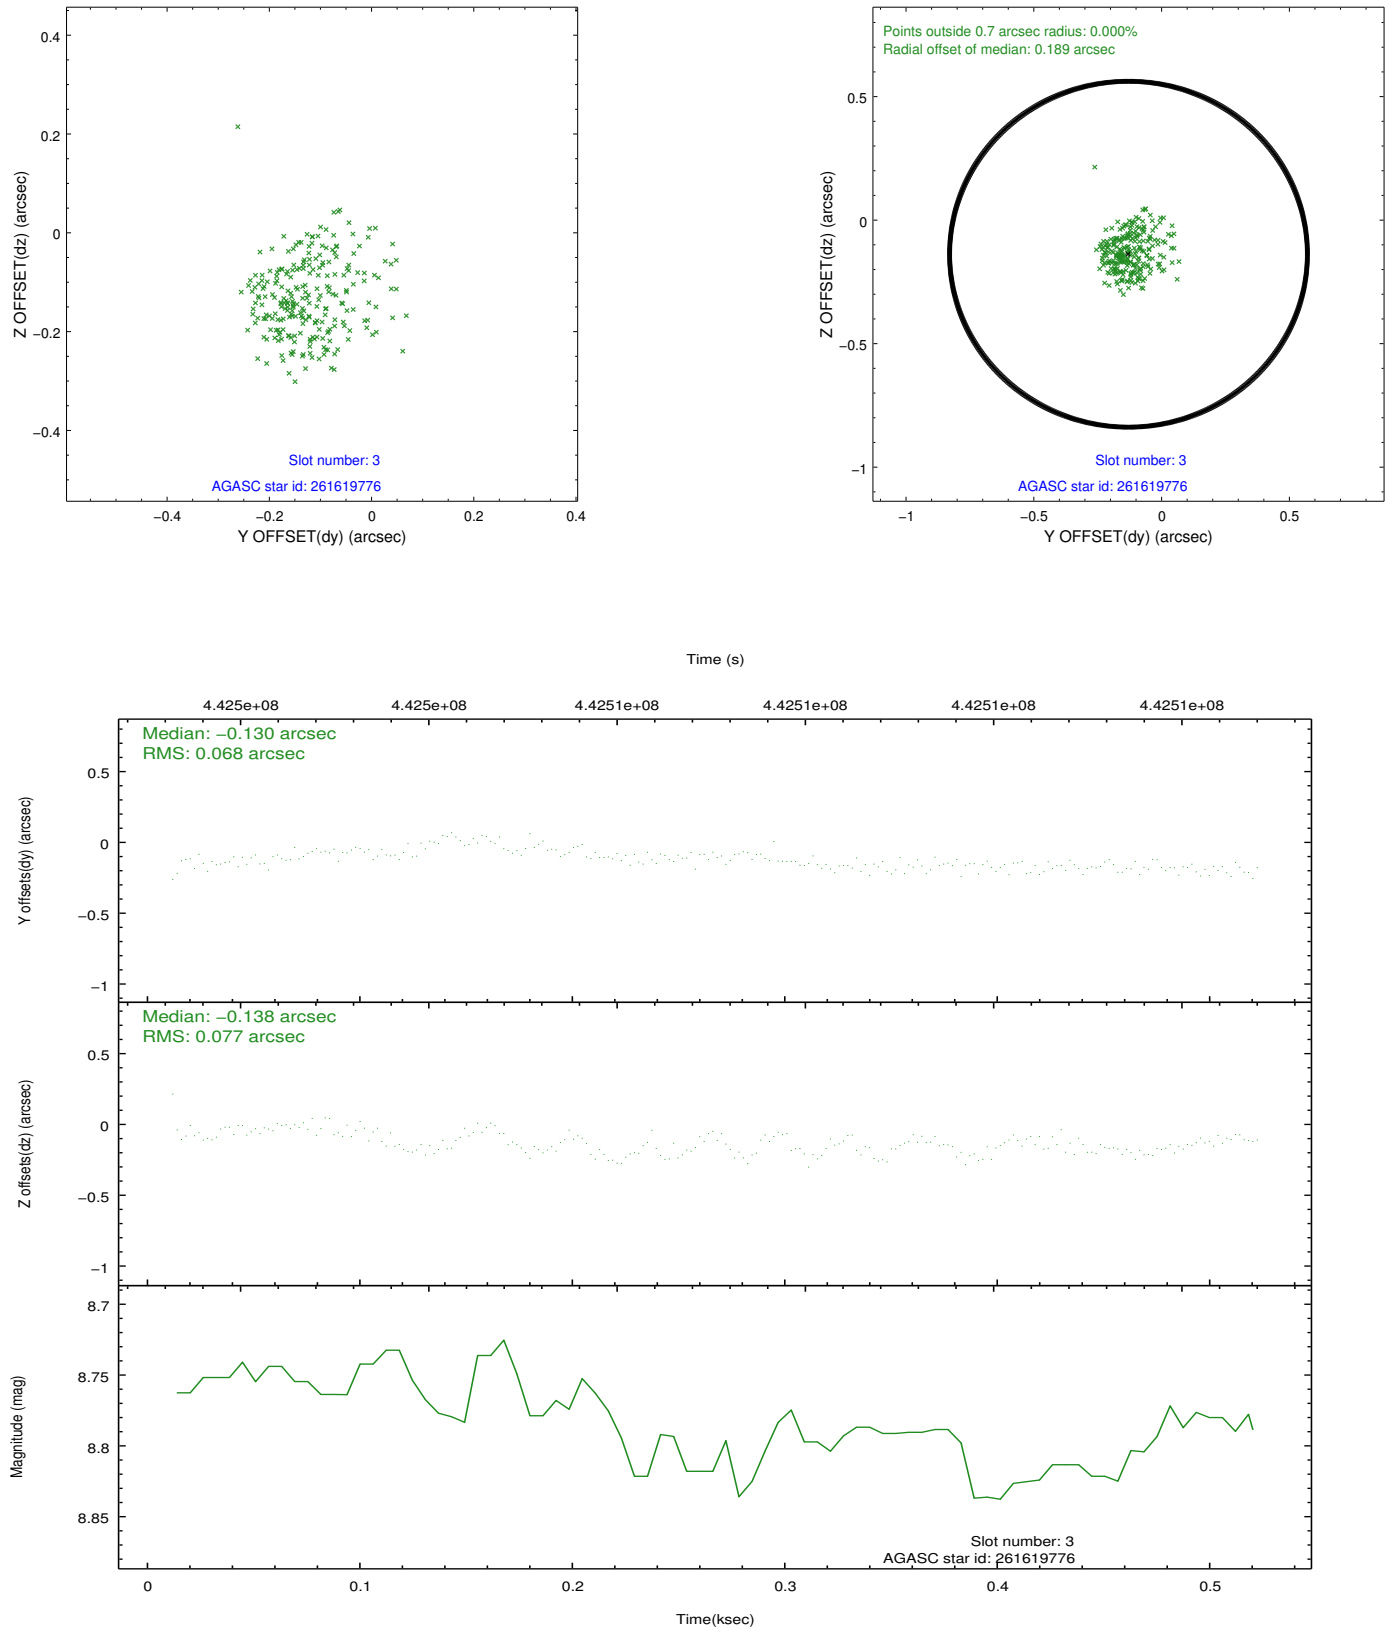 0.4
0.2
0
−0.2
−0.4
Z OFFSET(dz) (arcsec)
Slot number: 3
AGASC star id: 261619776
−0.4 −0.2 0 0.2 0.4
Y OFFSET(dy) (arcsec)
Points outside 0.7 arcsec radius: 0.000%
Radial offset of median: 0.189 arcsec
0.5
0
−0.5
−1
Z OFFSET(dz) (arcsec)
Slot number: 3
AGASC star id: 261619776
−1 −0.5 0 0.5
Y OFFSET(dy) (arcsec)
Time (s)
4.425e+08 4.425e+08 4.4251e+08 4.4251e+08 4.4251e+08 4.4251e+08
Median: −0.130 arcsec
RMS: 0.068 arcsec
0.5
0
−0.5
−1
Y offsets(dy) (arcsec)
Median: −0.138 arcsec
RMS: 0.077 arcsec
0.5
0
−0.5
−1
Z offsets(dz) (arcsec)
8.7
8.75
8.8
8.85
Magnitude (mag)
Slot number: 3
AGASC star id: 261619776
0 0.1 0.2 0.3 0.4 0.5
Time(ksec)